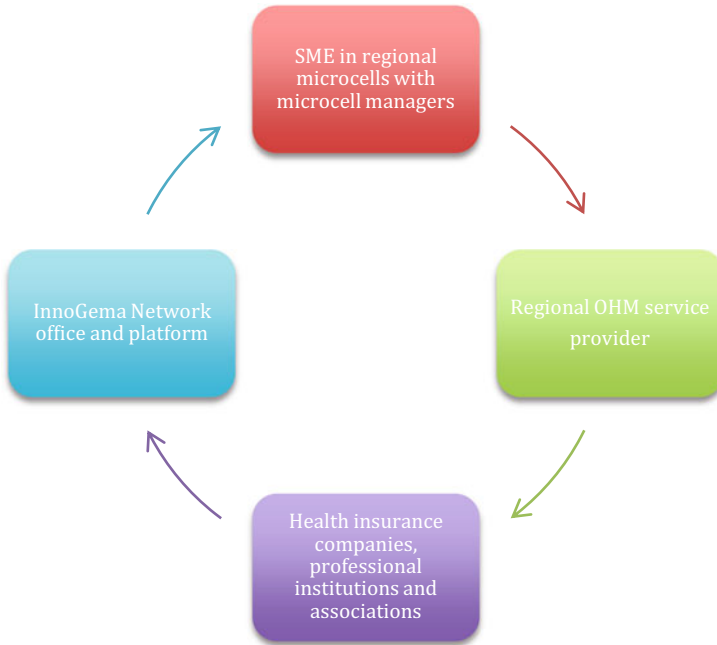 SME in regional
microcells with
microcell managers
Regional OHM service
provider
Health insurance
companies,
professional
institutions and
associations
InnoGema Network
office and platform